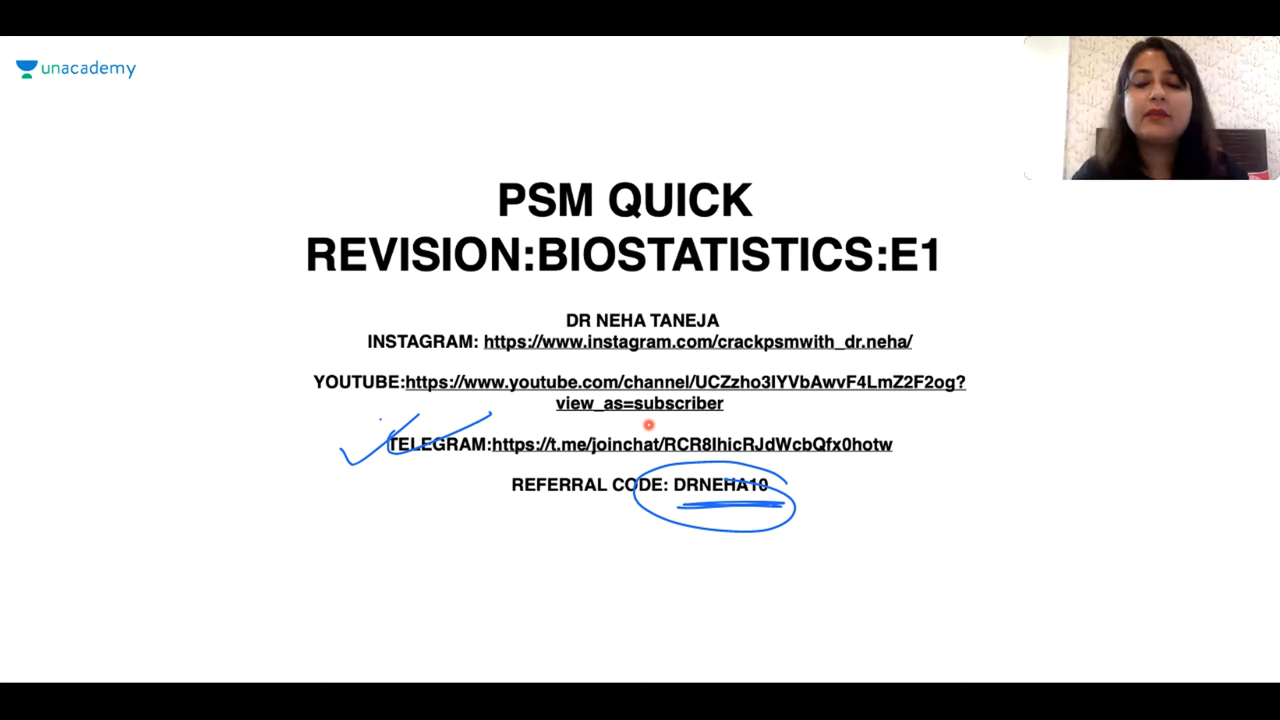 unacademy
PSM QUICK
REVISION:BIOSTATISTICS:E1
DR NEHA TANEJA
INSTAGRAM: https://www.instagram.com/crackpsmwith_dr.neha/
YOUTUBE:https://www.youtube.com/channel/UCZzho3IYVbAwvF4LmZ2F2og?
view_as=subscriber
TELEGRAM:https://t.me/joinchat/RCR8IhicRJdWcbQfx0hotw
REFERRAL CODE: DRNEHA10